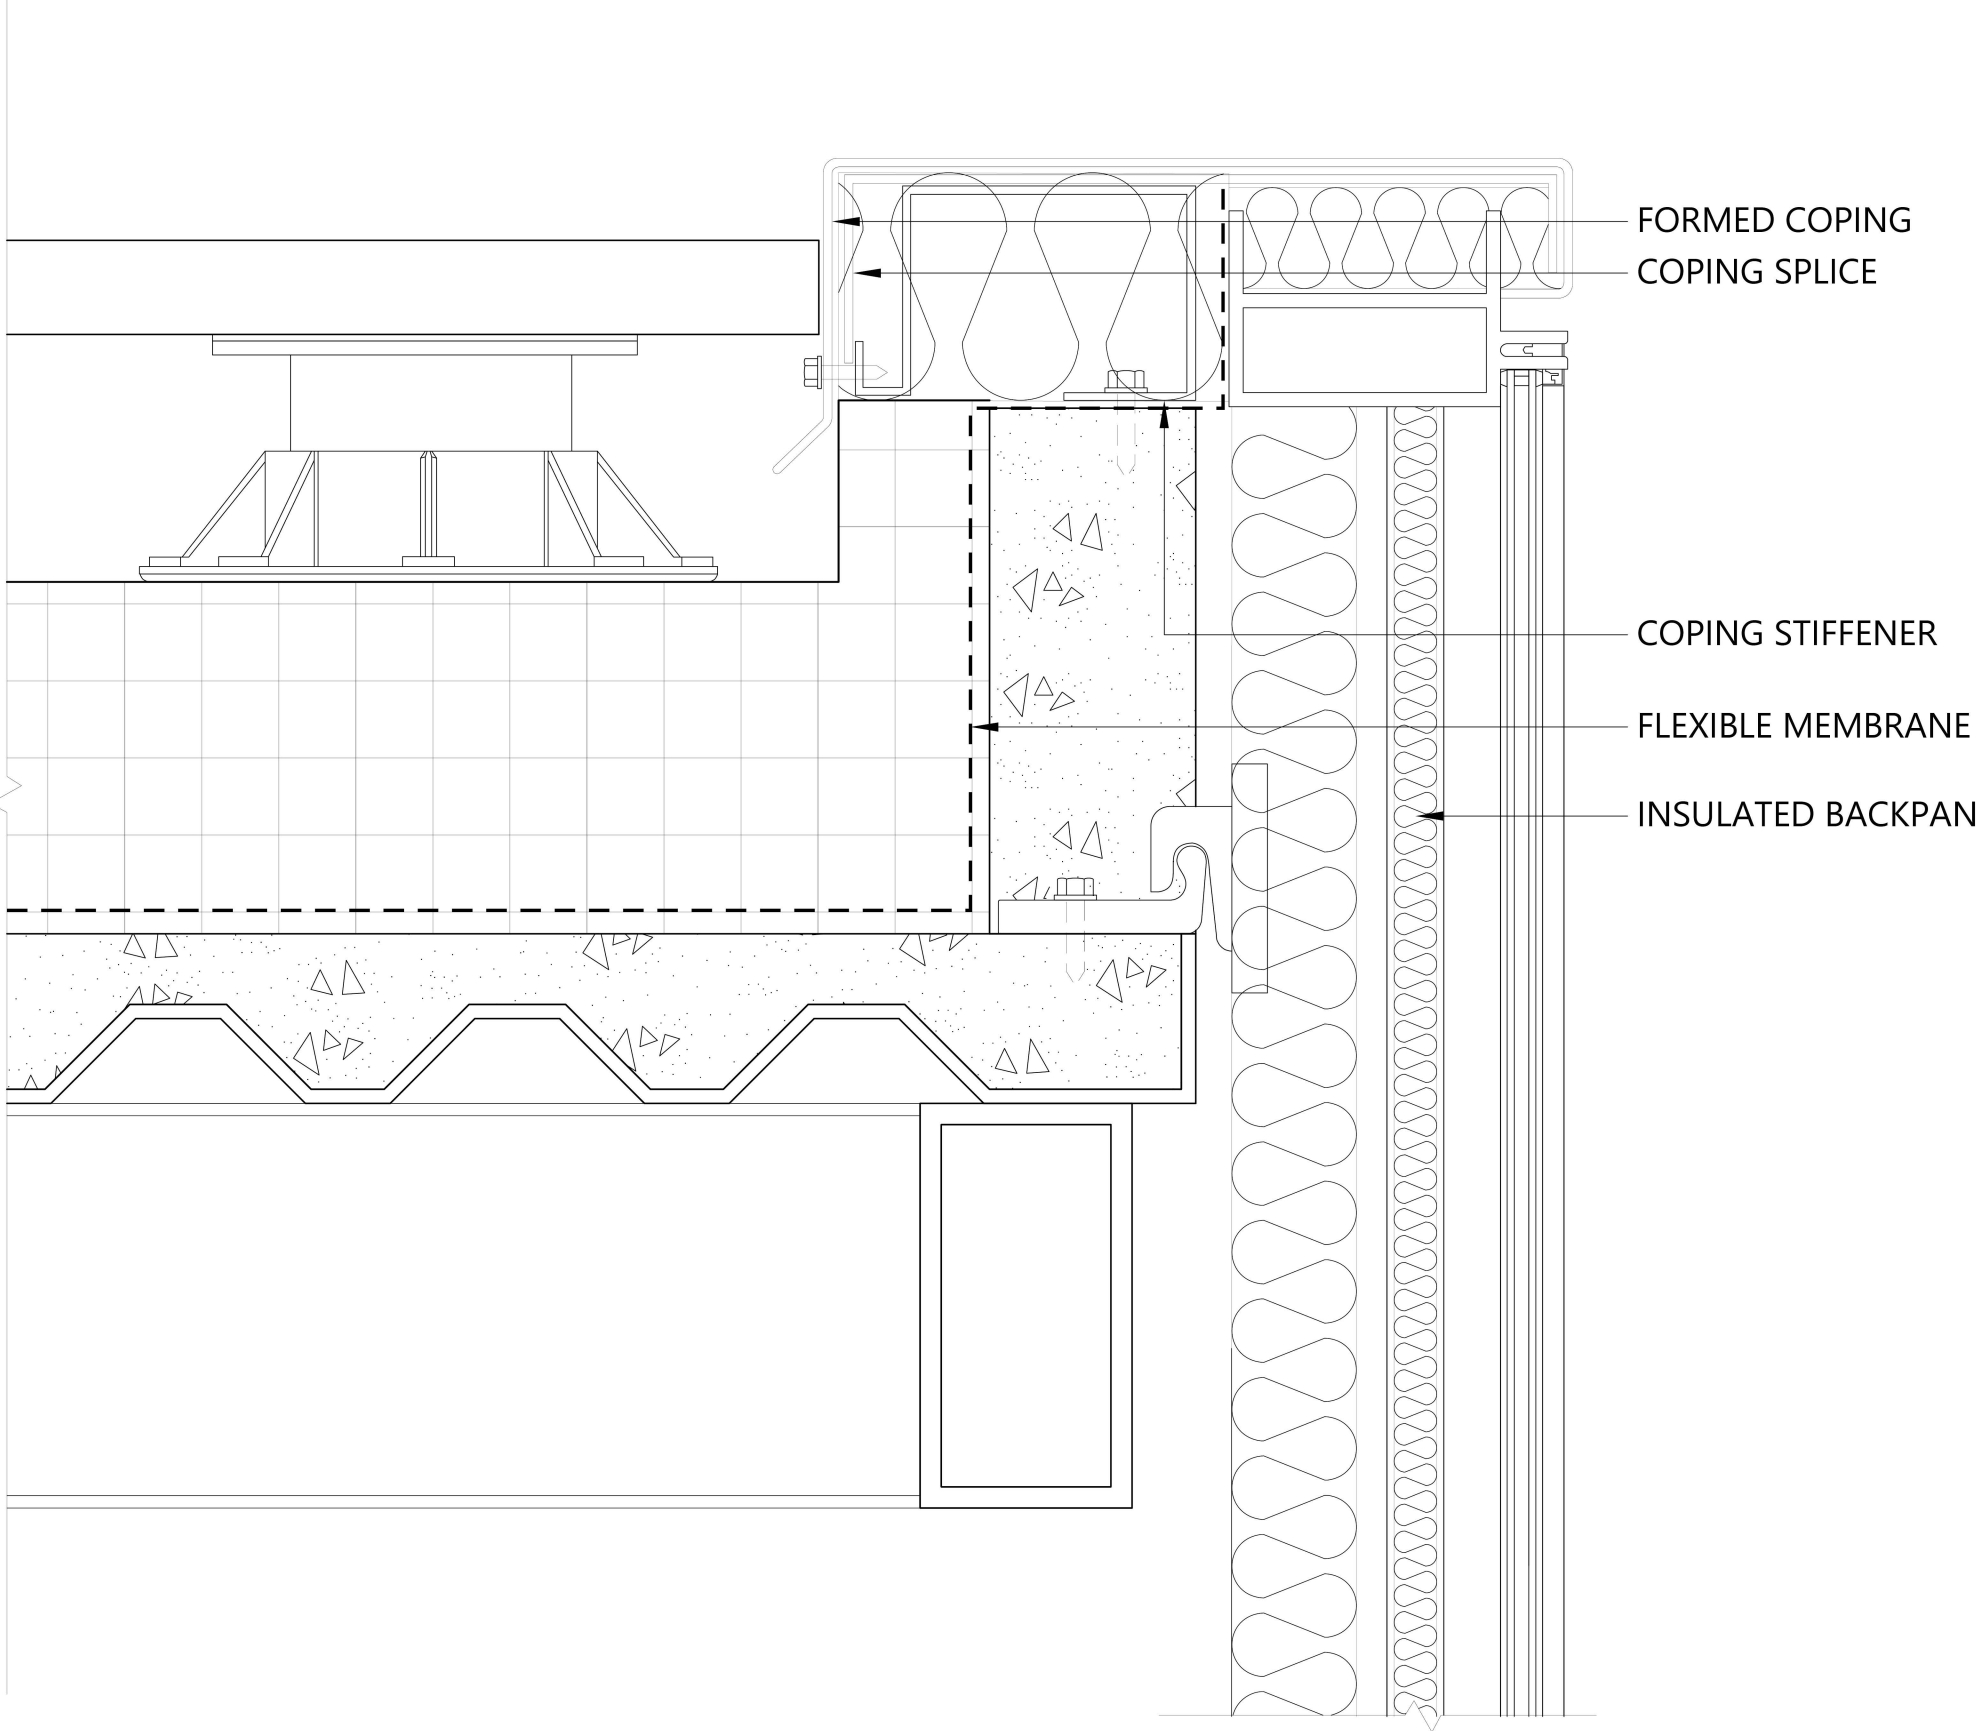 FORMED COPING
COPING SPLICE
COPING STIFFENER
FLEXIBLE MEMBRANE
INSULATED BACKPAN